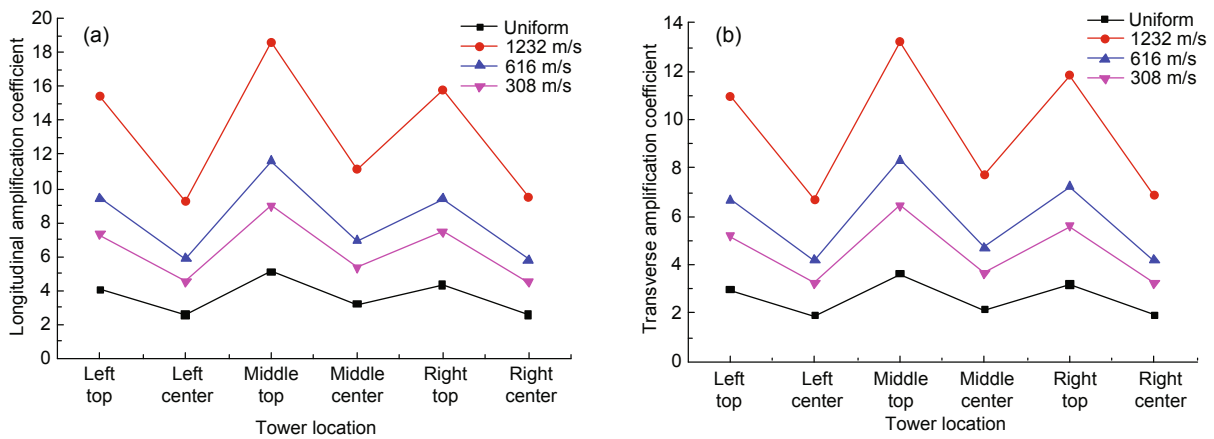 (a)
Uniform
1232 m/s
616 m/s
308 m/s
Longitudinal amplification coefficient
20
18
16
14
12
10
8
6
4
2
0
Left top
Left center
Middle top
Middle center
Right top
Right center
Tower location
(b)
Uniform
1232 m/s
616 m/s
308 m/s
Transverse amplification coefficient
14
12
10
8
6
4
2
0
Left top
Left center
Middle top
Middle center
Right top
Right center
Tower location